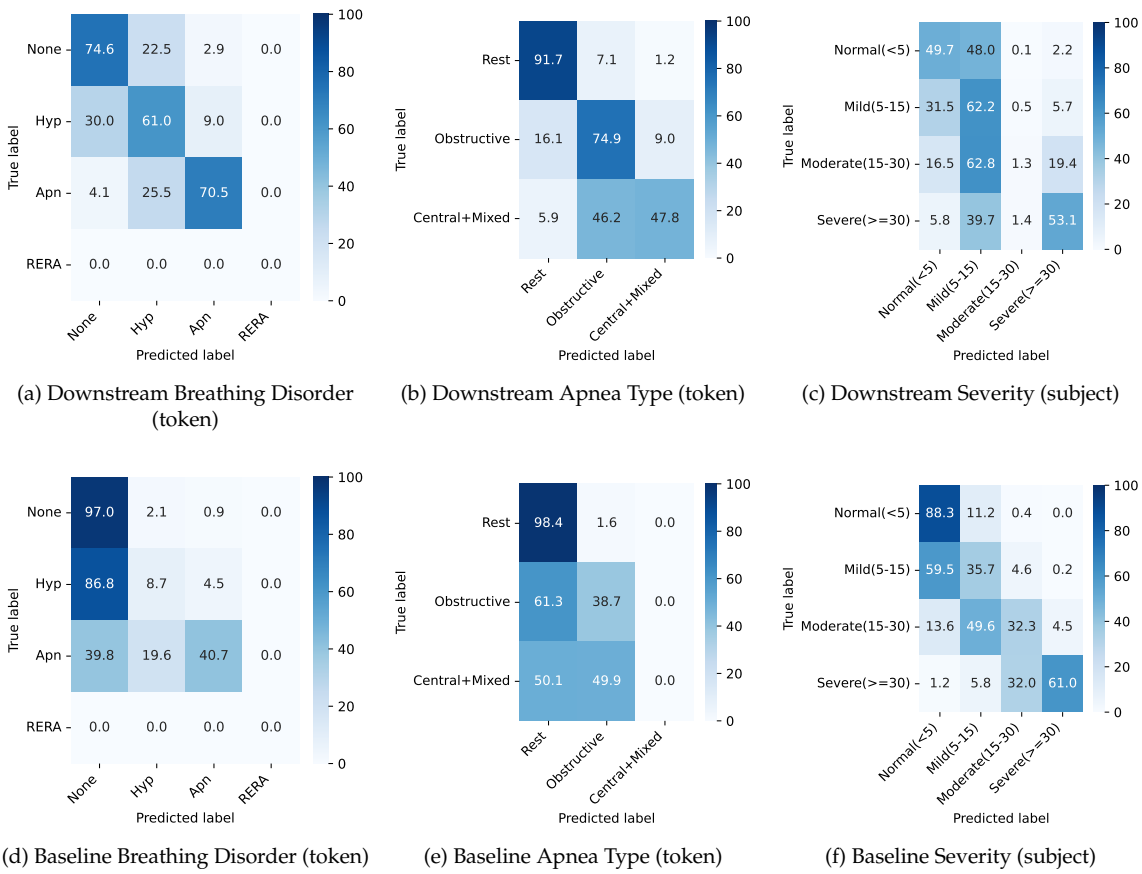 None 74.6 22.5 2.9 0.0
Hyp 30.0 61.0 9.0 0.0
Apn 4.1 25.5 70.5 0.0
RERA 0.0 0.0 0.0 0.0
None Hyp Apn RERA
Predicted label
True label
100
80
60
40
20
0
(a) Downstream Breathing Disorder
(token)
Rest 91.7 7.1 1.2
Obstructive 16.1 74.9 9.0
Central+Mixed 5.9 46.2 47.8
Rest Obstructive Central+Mixed
Predicted label
True label
100
80
60
40
20
0
(b) Downstream Apnea Type (token)
Normal(<5) 49.7 48.0 0.1 2.2
Mild(5-15) 31.5 62.2 0.5 5.7
Moderate(15-30) 16.5 62.8 1.3 19.4
Severe(>=30) 5.8 39.7 1.4 53.1
Normal(<5) Mild(5-15) Moderate(15-30) Severe(>=30)
Predicted label
True label
100
80
60
40
20
0
(c) Downstream Severity (subject)
None 97.0 2.1 0.9 0.0
Hyp 86.8 8.7 4.5 0.0
Apn 39.8 19.6 40.7 0.0
RERA 0.0 0.0 0.0 0.0
None Hyp Apn RERA
Predicted label
True label
100
80
60
40
20
0
(d) Baseline Breathing Disorder (token)
Rest 98.4 1.6 0.0
Obstructive 61.3 38.7 0.0
Central+Mixed 50.1 49.9 0.0
Rest Obstructive Central+Mixed
Predicted label
True label
100
80
60
40
20
0
(e) Baseline Apnea Type (token)
Normal(<5) 88.3 11.2 0.4 0.0
Mild(5-15) 59.5 35.7 4.6 0.2
Moderate(15-30) 13.6 49.6 32.3 4.5
Severe(>=30) 1.2 5.8 32.0 61.0
Normal(<5) Mild(5-15) Moderate(15-30) Severe(>=30)
Predicted label
True label
100
80
60
40
20
0
(f) Baseline Severity (subject)